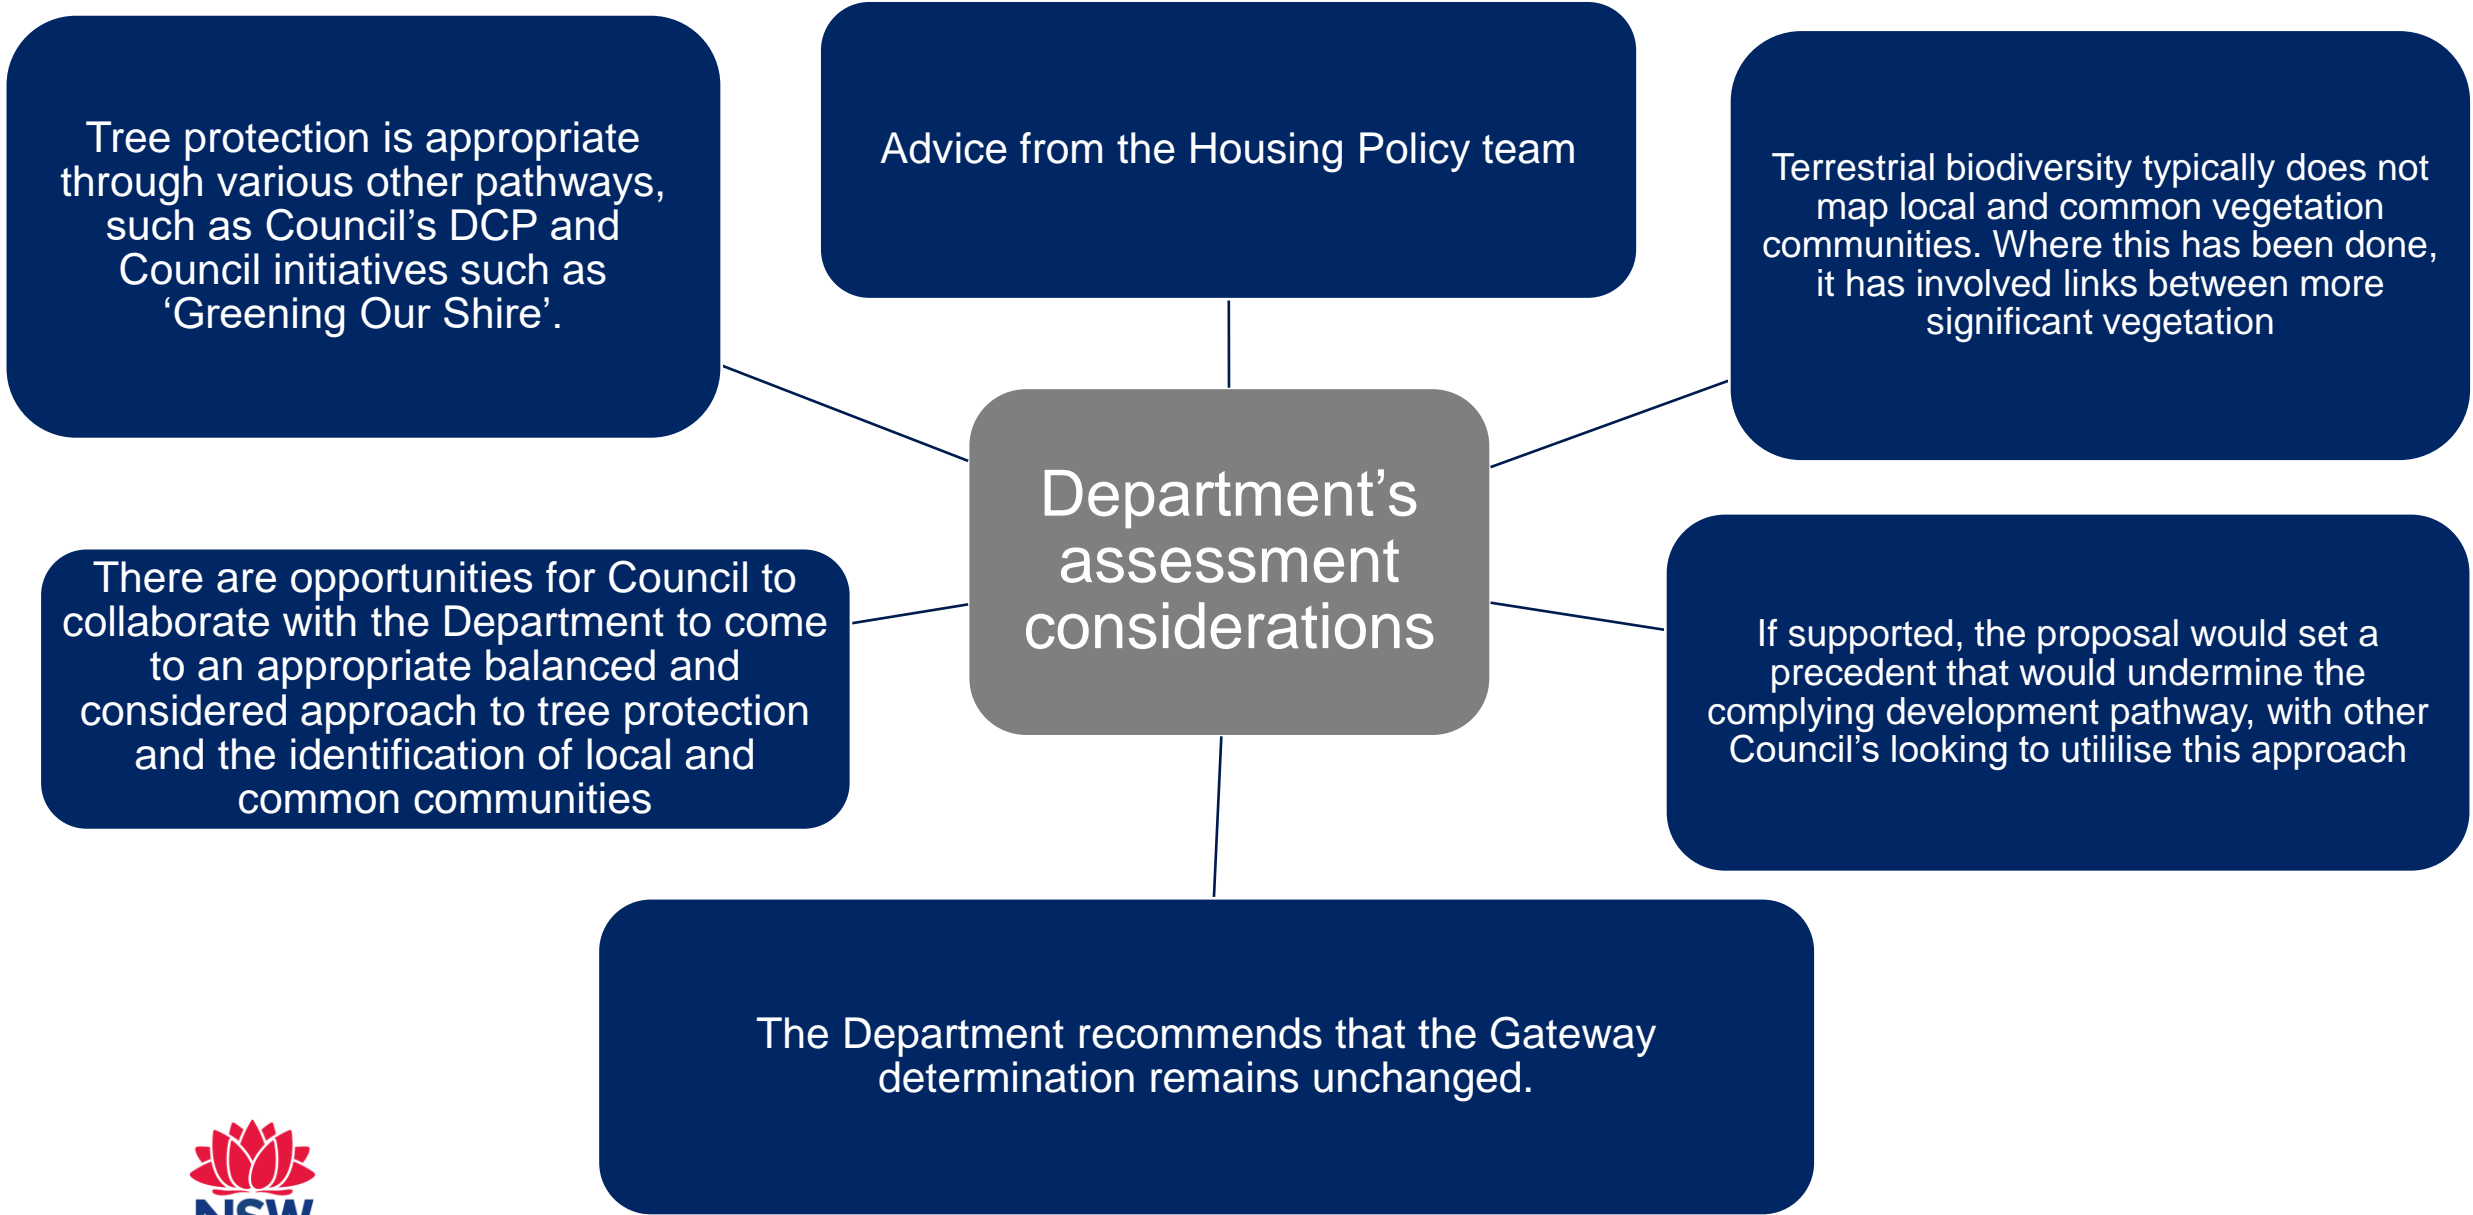 Tree protection is appropriate
through various other pathways,
such as Council’s DCP and
Council initiatives such as
‘Greening Our Shire’.
Advice from the Housing Policy team
Terrestrial biodiversity typically does not
map local and common vegetation
communities. Where this has been done,
it has involved links between more
significant vegetation
Department’s
assessment
considerations
There are opportunities for Council to
collaborate with the Department to come
to an appropriate balanced and
considered approach to tree protection
and the identification of local and
common communities
If supported, the proposal would set a
precedent that would undermine the
complying development pathway, with other
Council’s looking to utililise this approach
The Department recommends that the Gateway
determination remains unchanged.
NSW